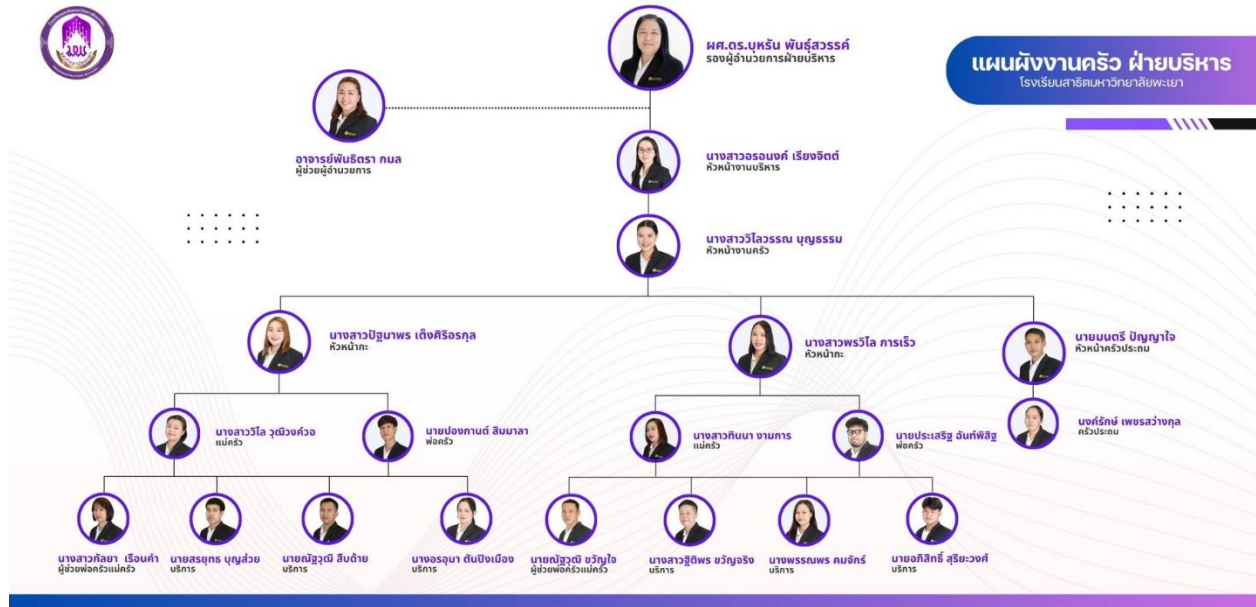 แผนผังงานครัว ฝ่ายบริหาร
โรงเรียนสาธิตมหาวิทยาลัยพะเยา
ผศ.ดร.บุหรัน พันธุ์สวรรค์
รองผู้อำนวยการฝ่ายบริหาร
อาจารย์พันธิตรา กมล
ผู้ช่วยผู้อำนวยการ
นางสาวอรอนงค์ เรียงจิตต์
หัวหน้างานบริหาร
นางสาววิไลวรรณ บุญธรรม
หัวหน้างานครัว
นางสาวปัฐมาพร เต็งศิริอรกุล
หัวหน้ากะ
นางสาวพรวิไล การเร็ว
หัวหน้ากะ
นายมนตรี ปัญญาใจ
หัวหน้าครัวประถม
นางสาววิไล วุฒิวงค์วอ
แม่ครัว
นายปองกานต์ สิมมาลา
พ่อครัว
นางสาวทินนา งามการ
แม่ครัว
นายประเสริฐ ฉันท์พิสิฐ
พ่อครัว
นงค์รักษ์ เพชรสว่างกุล
ครัวประถม
นางสาวกัลยา เรือนคำ
ผู้ช่วยพ่อครัวแม่ครัว
นายสรยุทธ บุญส่วย
บริการ
นายณัฐวุฒิ สืบด้าย
บริการ
นางอรอุมา ตันปิงเมือง
บริการ
นายณัฐวุฒิ ขวัญใจ
ผู้ช่วยพ่อครัวแม่ครัว
นางสาวฐิติพร ขวัญจริง
บริการ
นางพรรณพร คมจักร์
บริการ
นายอภิสิทธิ์ สุริยะวงศ์
บริการ